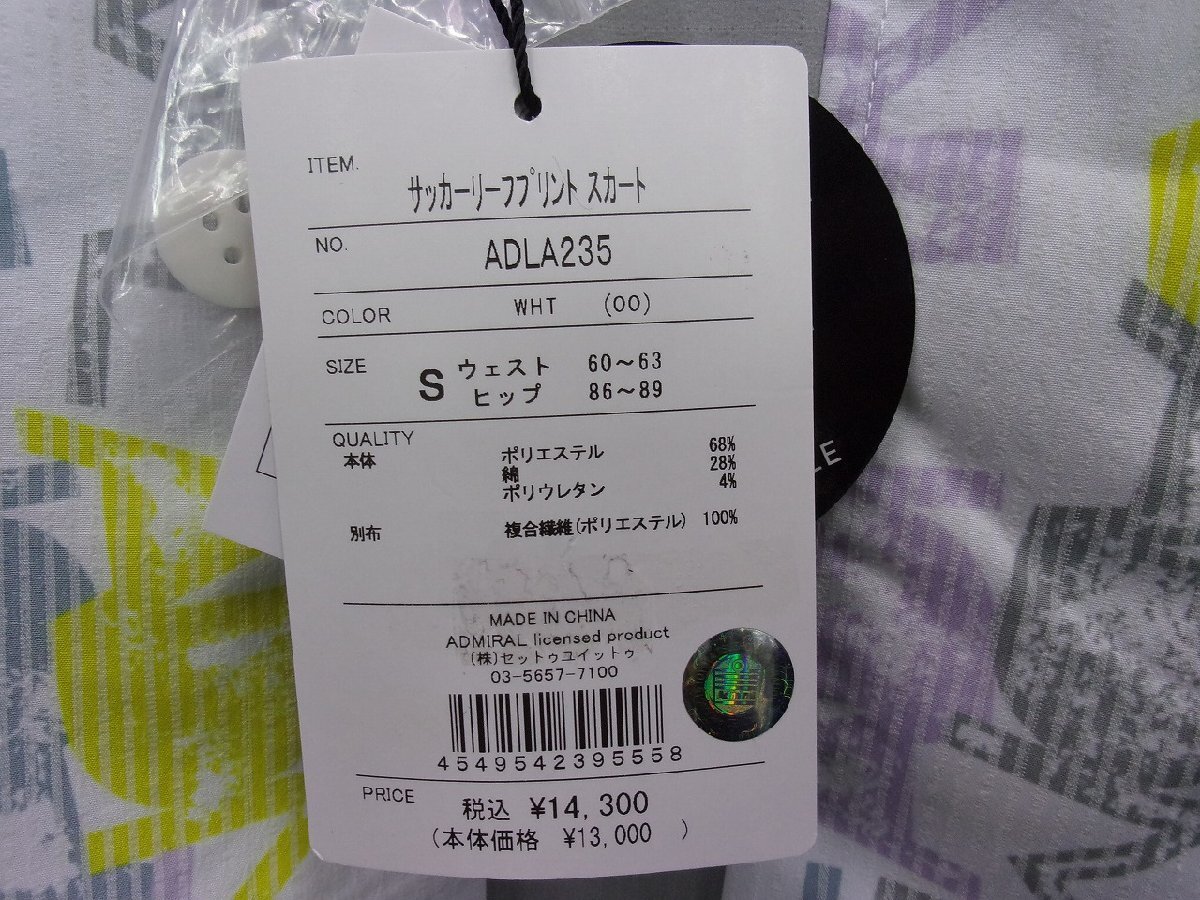 ITEM.
サッカーリーフプリント スカート
NO.
ADLA235
COLOR WHT (00)
SIZE S ウェスト 60～63
ヒップ 86～89
QUALITY
本体 ポリエステル 68%
綿 28%
ポリウレタン 4%
別布 複合繊維(ポリエステル) 100%
MADE IN CHINA
ADMIRAL licensed product
(株)セットゥユイットゥ
03-5657-7100
4549542395558
PRICE 税込 ¥14,300
(本体価格 ¥13,000 )
LE